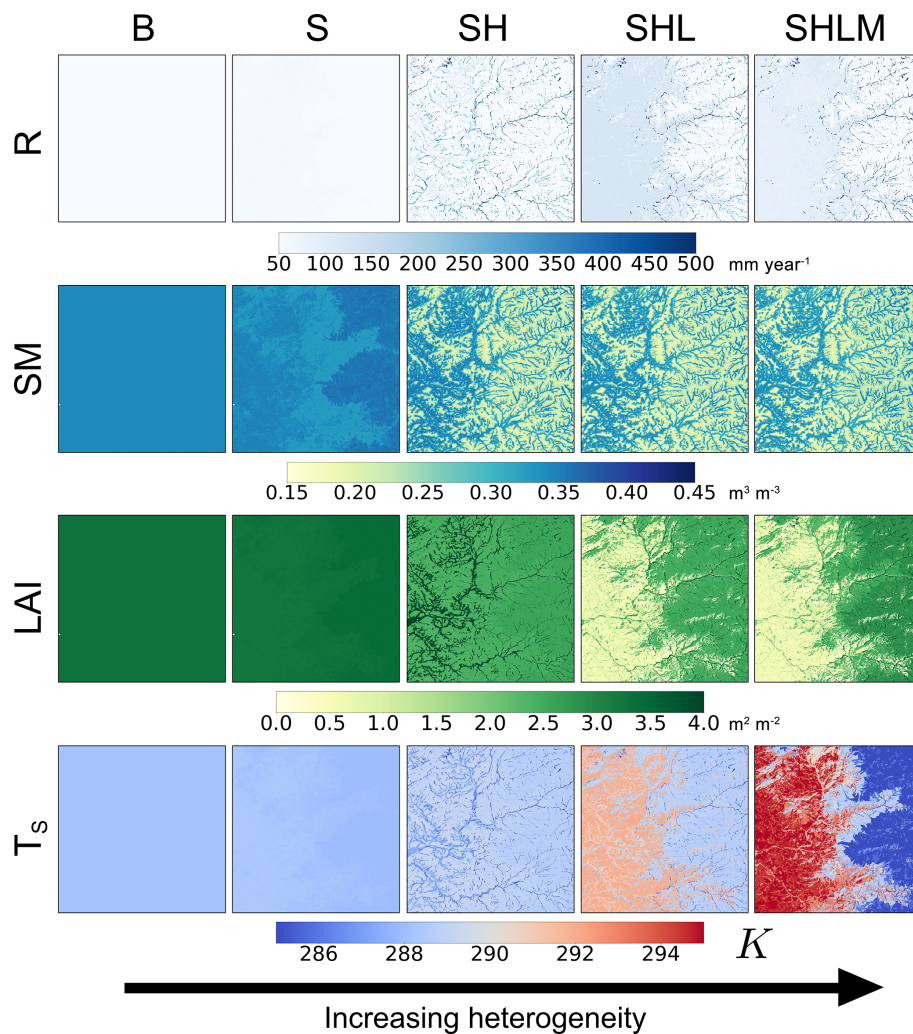 B S SH SHL SHLM
R
50 100 150 200 250 300 350 400 450 500 mm year⁻¹
SM
0.15 0.20 0.25 0.30 0.35 0.40 0.45 m³ m⁻³
LAI
0.0 0.5 1.0 1.5 2.0 2.5 3.0 3.5 4.0 m² m⁻²
T_S
286 288 290 292 294 K
Increasing heterogeneity